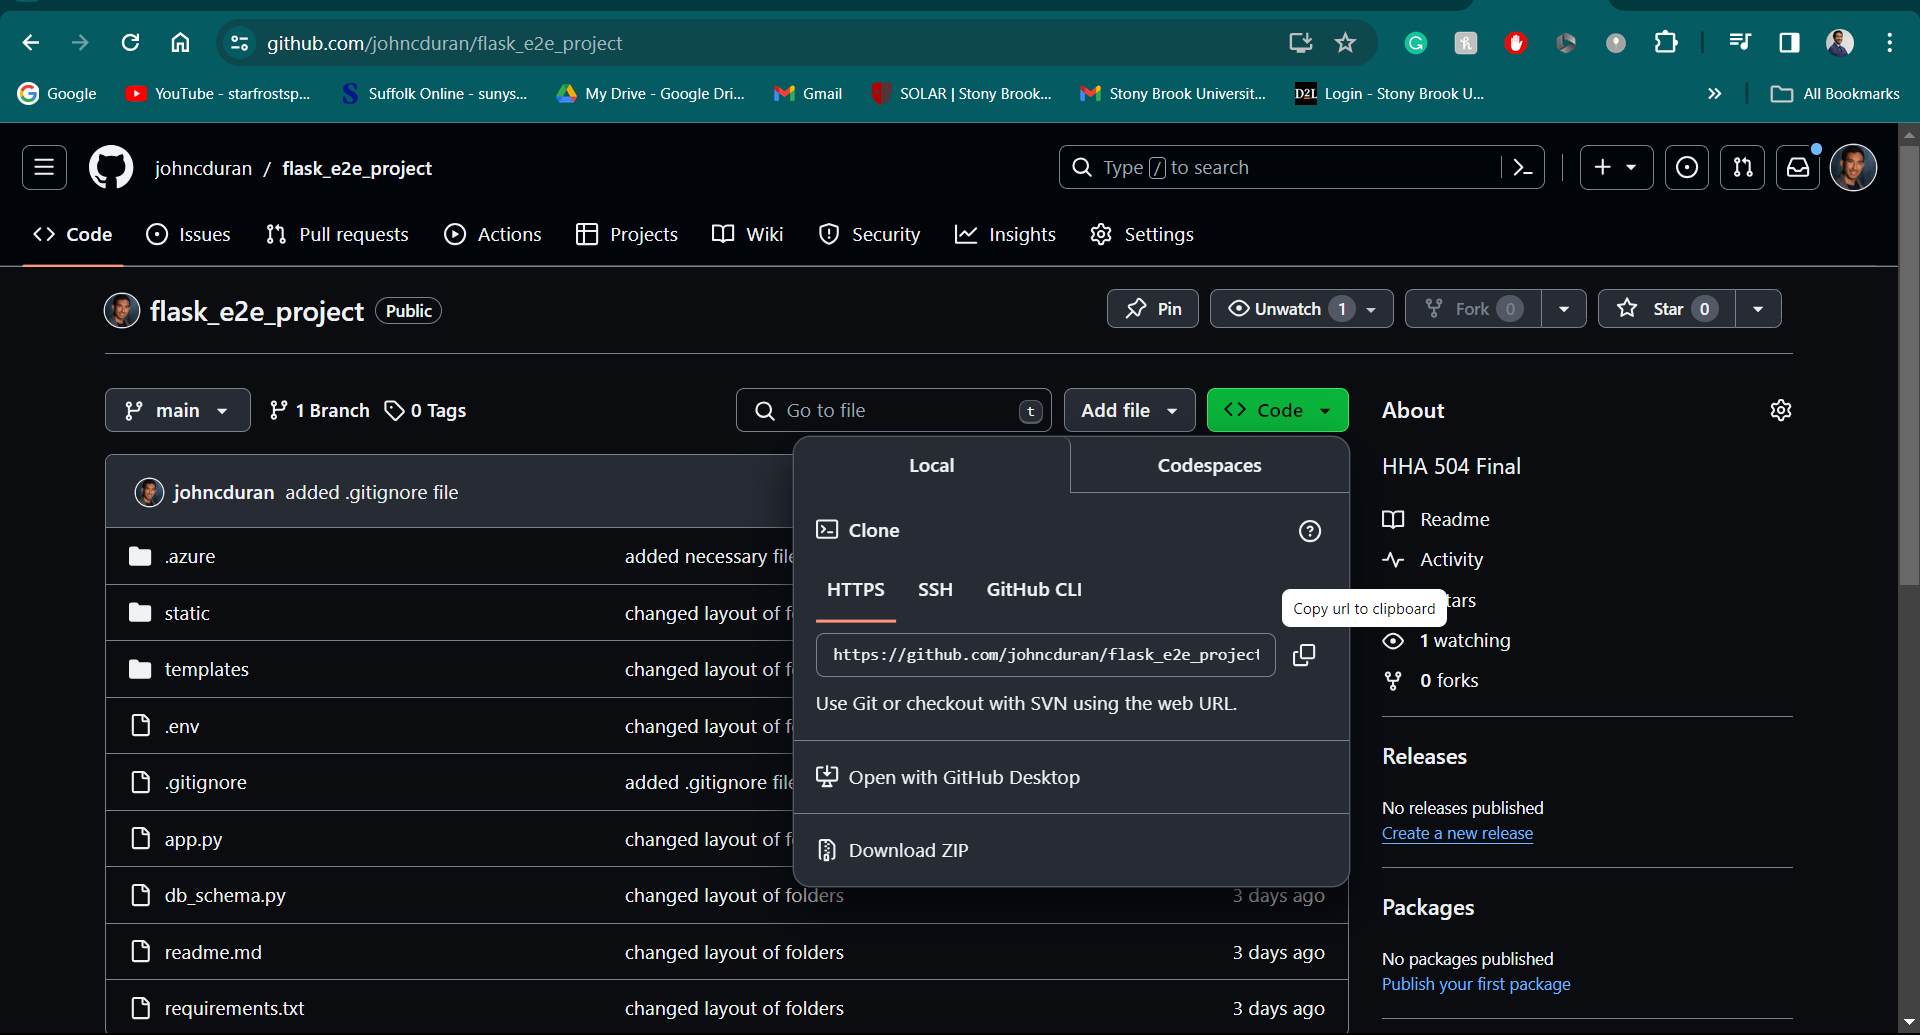 github.com/johncduran/flask_e2e_project
Google
YouTube - starfrostsp...
Suffolk Online - sunys...
My Drive - Google Dri...
Gmail
SOLAR | Stony Brook...
Stony Brook Universit...
D2L
Login - Stony Brook U...
All Bookmarks
johncduran / flask_e2e_project
Type / to search
Code
Issues
Pull requests
Actions
Projects
Wiki
Security
Insights
Settings
flask_e2e_project
Public
Pin
Unwatch 1
Fork 0
Star 0
main
1 Branch
0 Tags
Go to file
t
Add file
Code
About
Local
Codespaces
HHA 504 Final
johncduran added .gitignore file
Clone
Readme
Activity
HTTPS
SSH
GitHub CLI
Copy url to clipboard
https://github.com/johncduran/flask_e2e_project
1 watching
0 forks
Use Git or checkout with SVN using the web URL.
Open with GitHub Desktop
Download ZIP
.azure
added necessary file
static
changed layout of f
templates
changed layout of f
.env
changed layout of f
.gitignore
added .gitignore file
app.py
changed layout of f
db_schema.py
changed layout of folders
3 days ago
readme.md
changed layout of folders
3 days ago
requirements.txt
changed layout of folders
3 days ago
Releases
No releases published
Create a new release
Packages
No packages published
Publish your first package